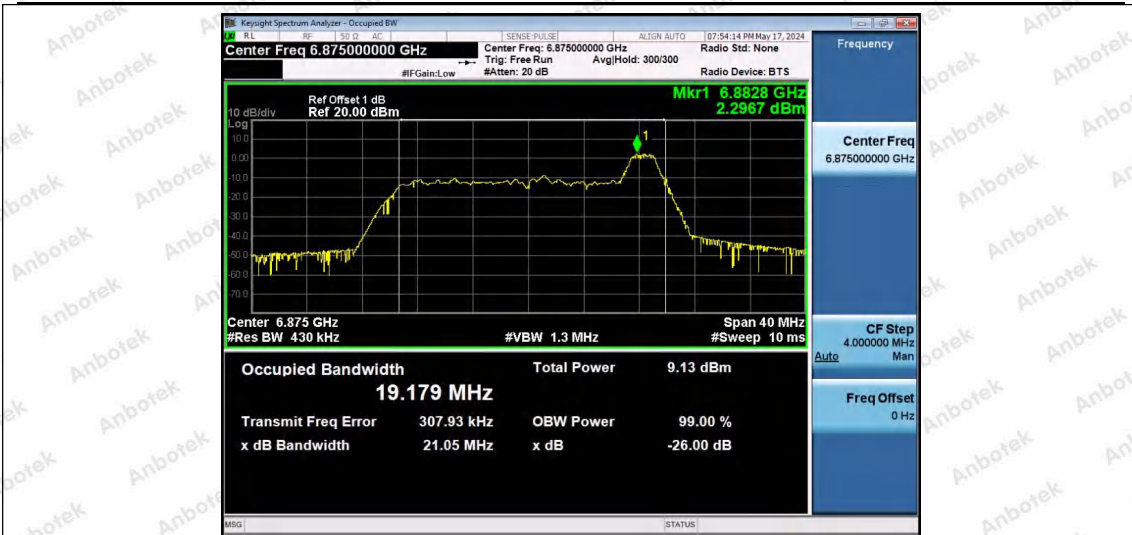 Keysight Spectrum Analyzer - Occupied BW
RL RF 50 Ω AC SENSE:PULSE ALIGN AUTO 07:54:14 PM May 17, 2024
Center Freq 6.875000000 GHz Center Freq: 6.875000000 GHz Radio Std: None
Trig: Free Run Avg|Hold: 300/300
#IFGain:Low #Atten: 20 dB Radio Device: BTS
Frequency
Ref Offset 1 dB Mkr1 6.8828 GHz
10 dB/div Ref 20.00 dBm 2.2967 dBm
Log
10.0
0.00
-10.0
-20.0
-30.0
-40.0
-50.0
-60.0
-70.0
1
Center 6.875 GHz Span 40 MHz
#Res BW 430 kHz #VBW 1.3 MHz #Sweep 10 ms
Occupied Bandwidth Total Power 9.13 dBm
19.179 MHz
Transmit Freq Error 307.93 kHz OBW Power 99.00 %
x dB Bandwidth 21.05 MHz x dB -26.00 dB
Center Freq
6.875000000 GHz
CF Step
4.000000 MHz
Auto Man
Freq Offset
0 Hz
MSG STATUS
Anbotek